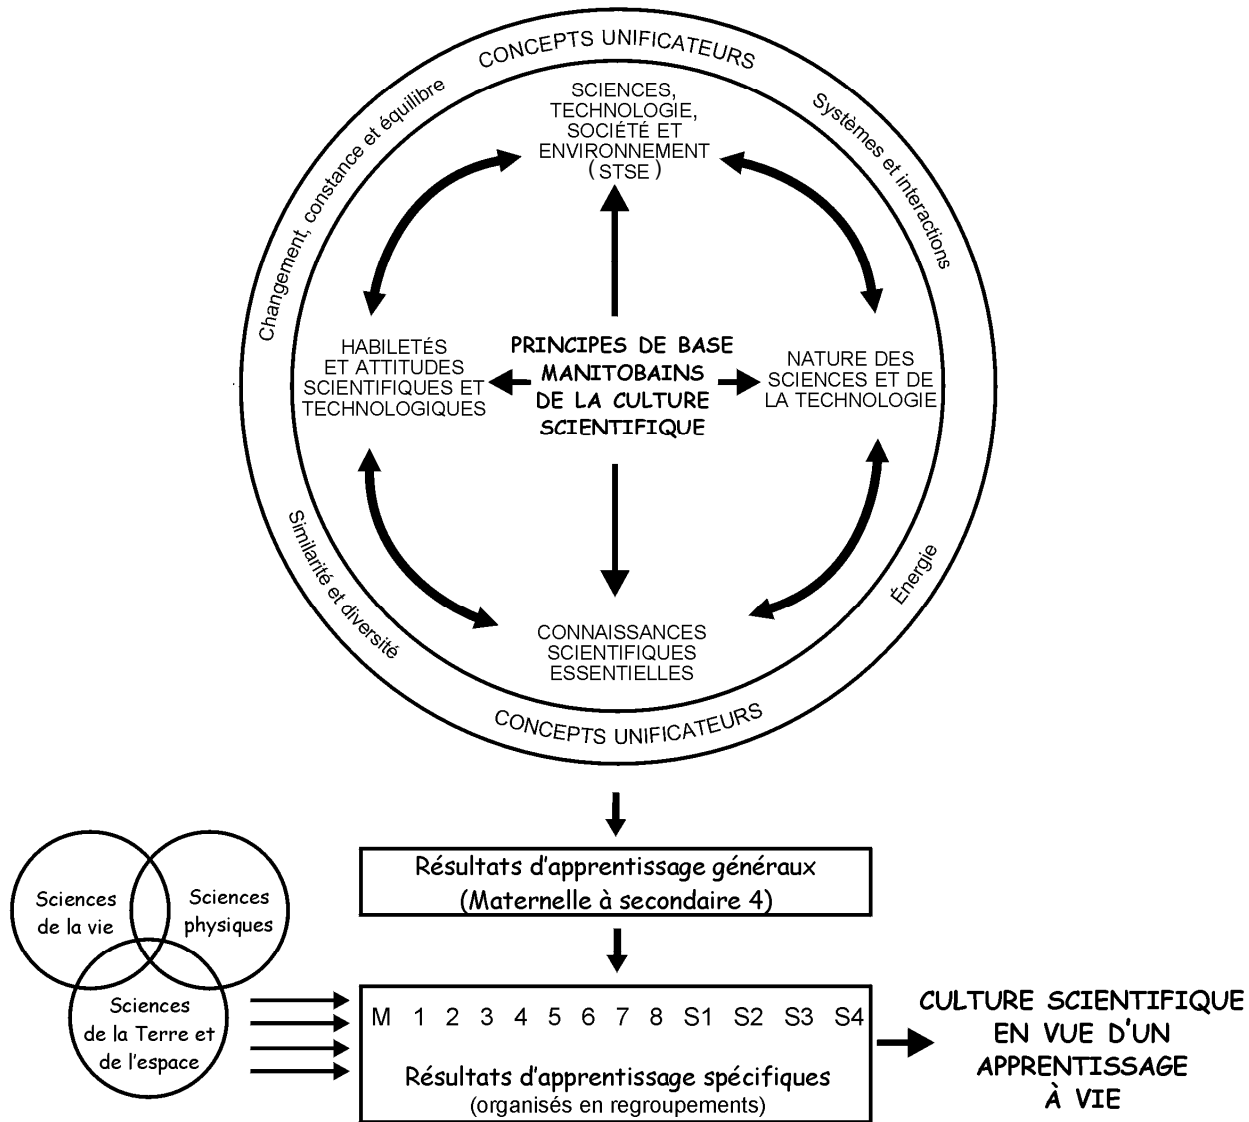 CONCEPTS UNIFICATEURS
Changement, constance et équilibre
Systèmes et interactions
SCIENCES,
TECHNOLOGIE,
SOCIÉTÉ ET
ENVIRONNEMENT
(STSE)
HABILETÉS
ET ATTITUDES
SCIENTIFIQUES ET
TECHNOLOGIQUES
PRINCIPES DE BASE
MANITOBAINS
DE LA CULTURE
SCIENTIFIQUE
NATURE DES
SCIENCES ET DE
LA TECHNOLOGIE
Similarité et diversité
Énergie
CONNAISSANCES
SCIENTIFIQUES
ESSENTIELLES
CONCEPTS UNIFICATEURS
Résultats d'apprentissage généraux
(Maternelle à secondaire 4)
Sciences
de la vie
Sciences
physiques
Sciences
de la Terre et
de l'espace
M 1 2 3 4 5 6 7 8 S1 S2 S3 S4
Résultats d'apprentissage spécifiques
(organisés en regroupements)
CULTURE SCIENTIFIQUE
EN VUE D'UN
APPRENTISSAGE
À VIE